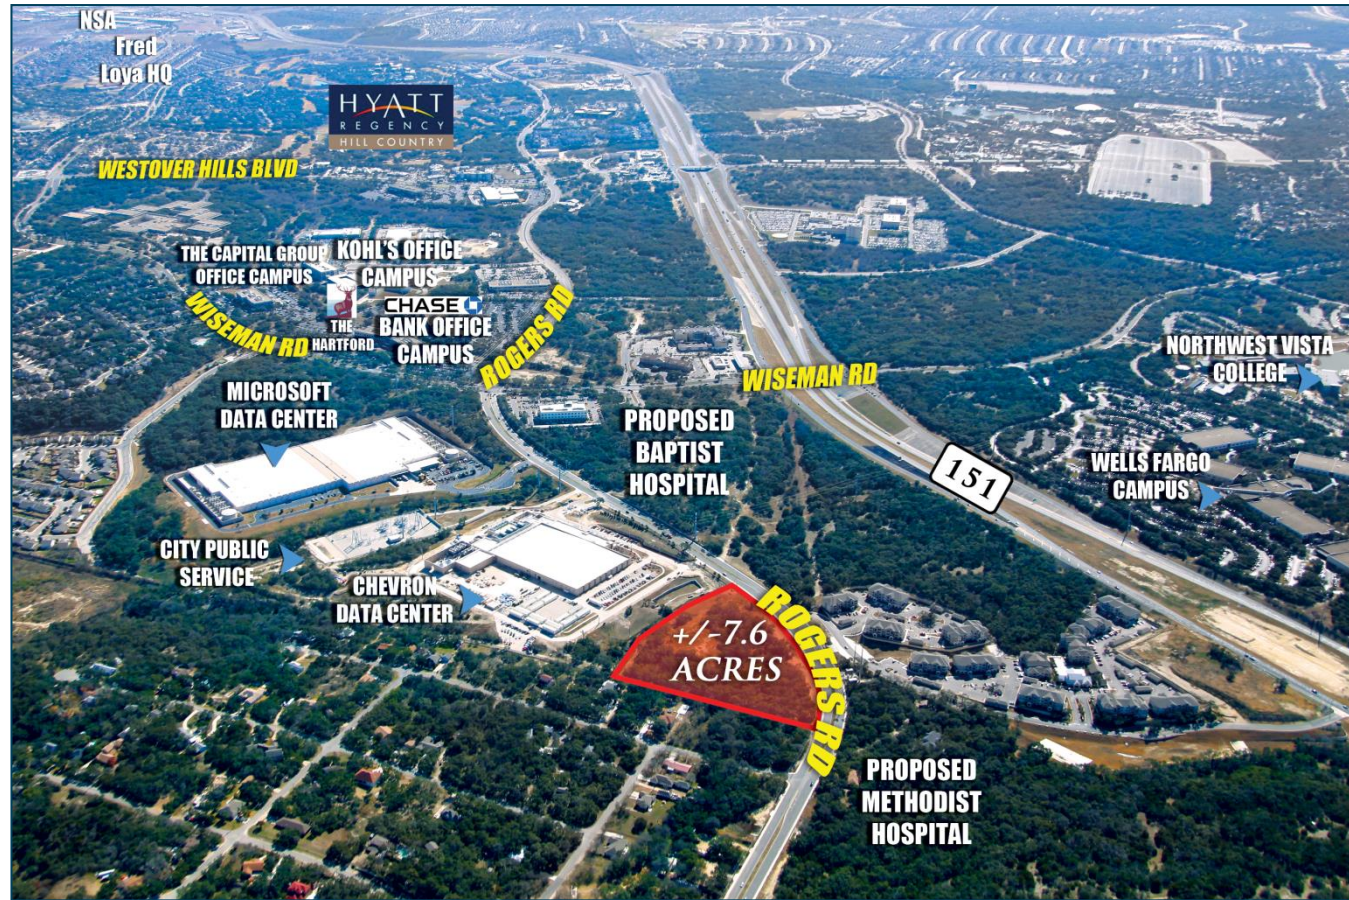 NSA
Fred
Loya HQ
HYATT
REGENCY
HILL COUNTRY
WESTOVER HILLS BLVD
THE CAPITAL GROUP
OFFICE CAMPUS
KOHL'S OFFICE
CAMPUS
WISEMAN RD
THE
HARTFORD
CHASE
BANK OFFICE
CAMPUS
ROGERS RD
WISEMAN RD
NORTHWEST VISTA
COLLEGE
MICROSOFT
DATA CENTER
PROPOSED
BAPTIST
HOSPITAL
151
WELLS FARGO
CAMPUS
CITY PUBLIC
SERVICE
CHEVRON
DATA CENTER
+/-7.6
ACRES
ROGERS RD
PROPOSED
METHODIST
HOSPITAL